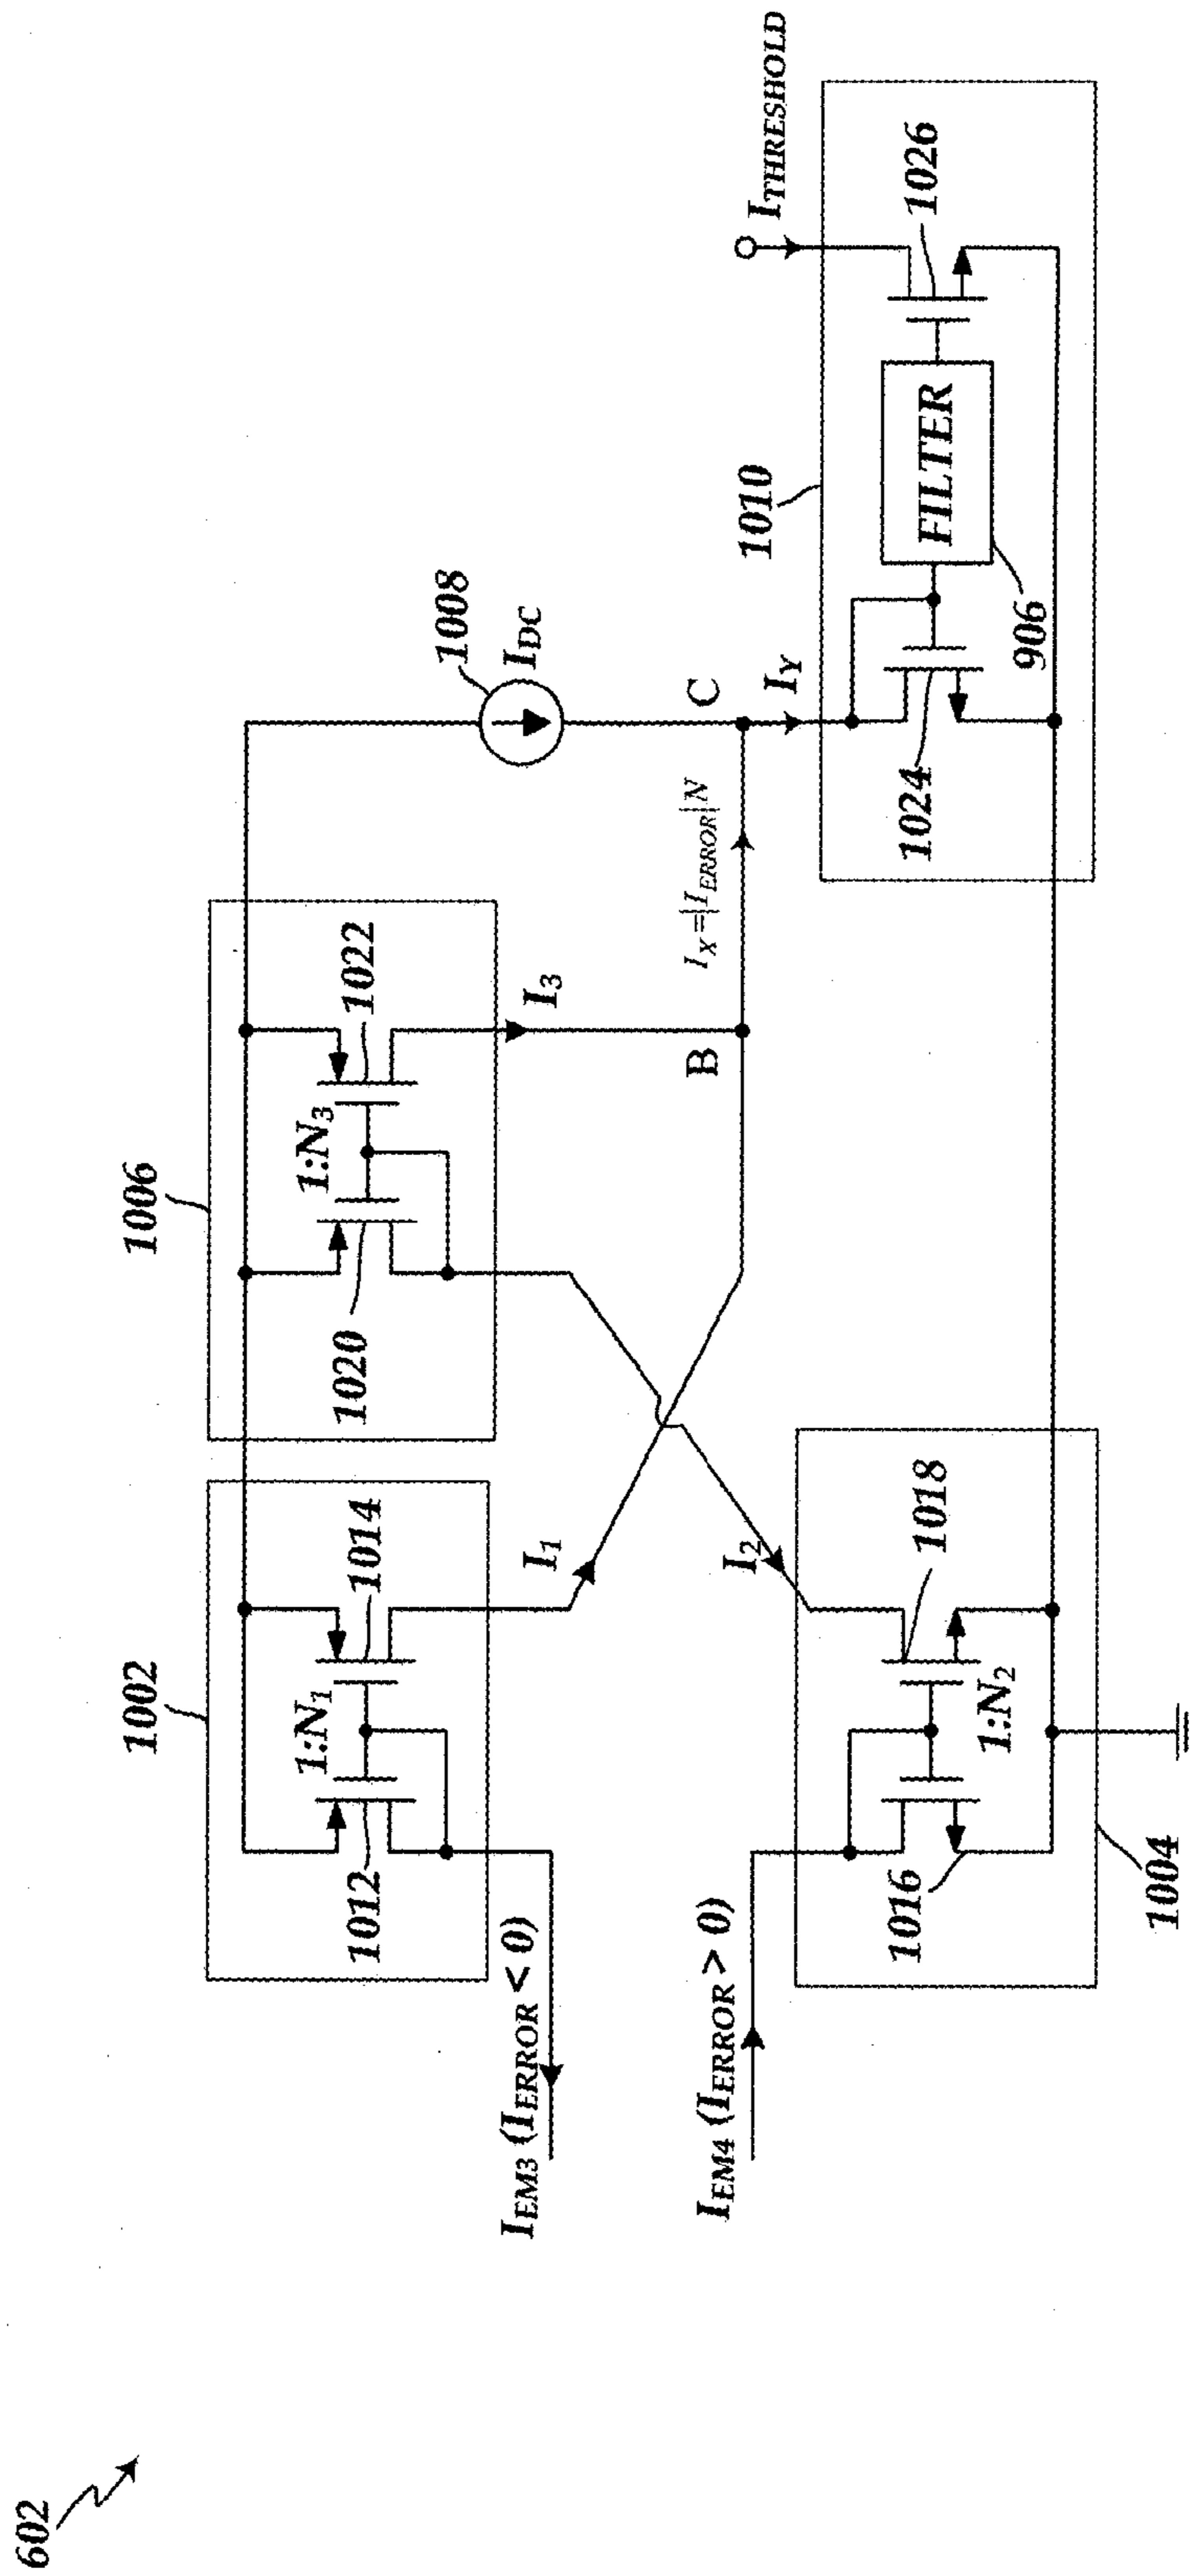 602
1002
1:N1
1012
1014
1006
1:N3
1020
1022
1008
IDC
I1
I3
IEM3 (IERROR < 0)
IEM4 (IERROR > 0)
I2
B
C
IX=|IERROR|N
IY
ITHRESHOLD
1010
1016
1018
1:N2
1004
1024
FILTER
906
1026